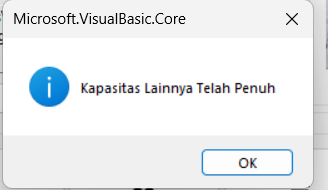 Microsoft.VisualBasic.Core
Kapasitas Lainnya Telah Penuh
OK